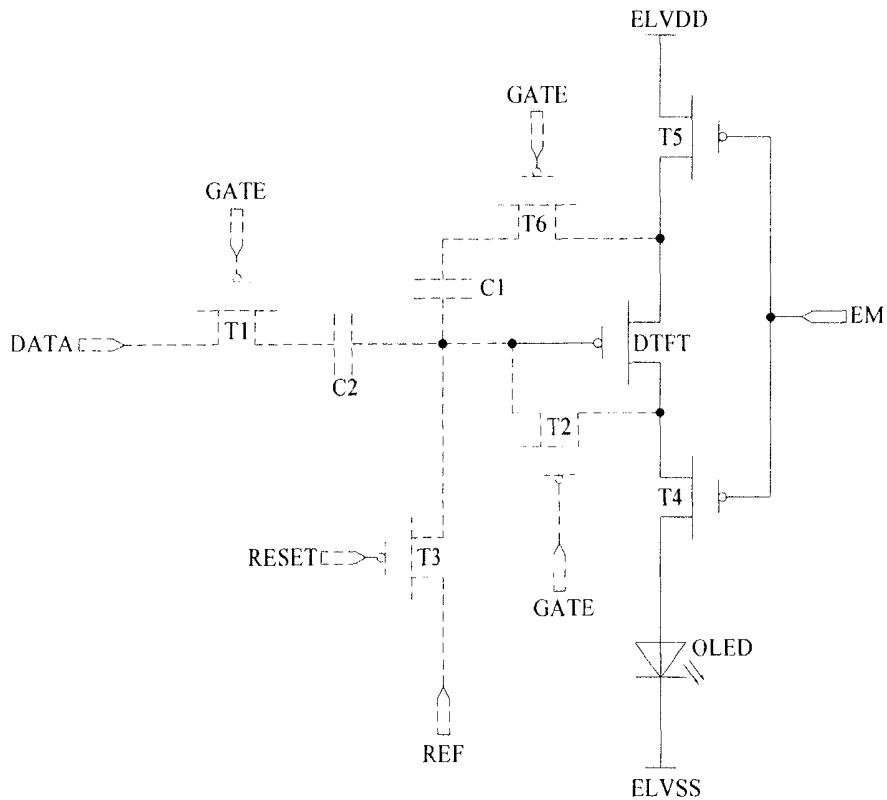 ELVDD
GATE
T5
GATE
T6
C1
T1
DATA
C2
DTFT
EM
T2
T4
RESET
T3
GATE
OLED
REF
ELVSS